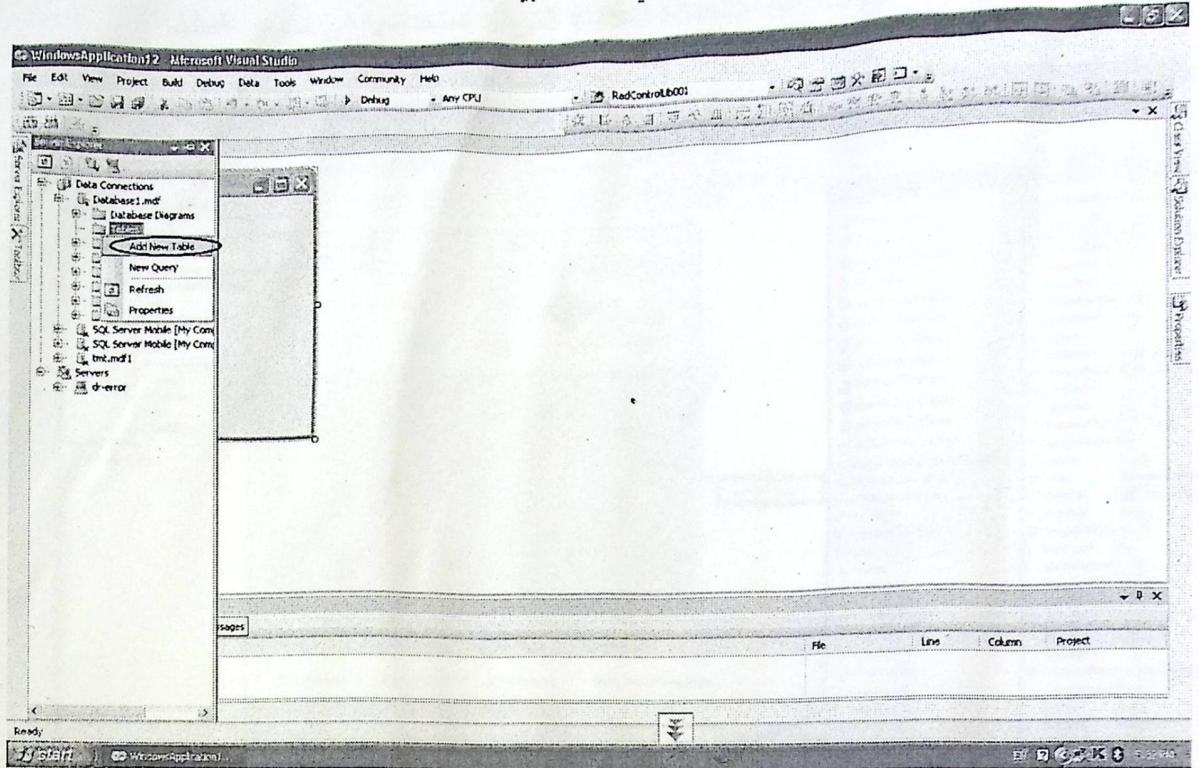 WindowsApplication12 Microsoft Visual Studio
File Edit View Project Build Debug Data Tools Window Community Help
Debug Any CPU RadControlLib001
Server Explorer
Toolbox
Data Connections
Database1.mdf
Database Diagrams
Tables
Add New Table
New Query
Refresh
Properties
SQL Server Mobile [My Com
SQL Server Mobile [My Com
tmt.mdf1
Servers
dr-error
Class View
Solution Explorer
Properties
ssages
File Line Column Project
Ready
start WindowsApplication1...